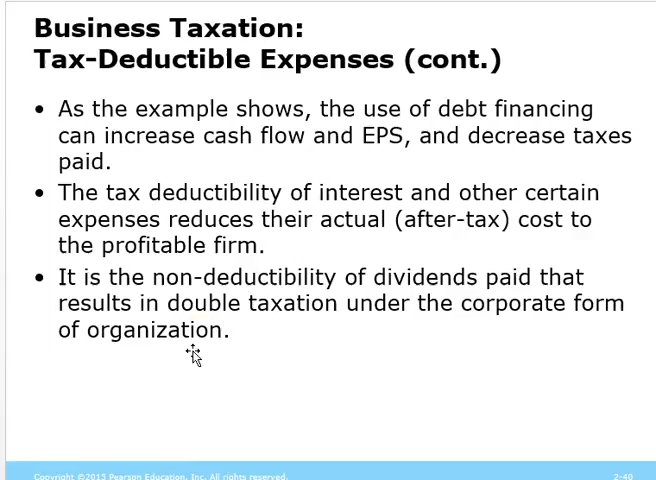 Business Taxation:
Tax-Deductible Expenses (cont.)
• As the example shows, the use of debt financing
can increase cash flow and EPS, and decrease taxes
paid.
• The tax deductibility of interest and other certain
expenses reduces their actual (after-tax) cost to
the profitable firm.
• It is the non-deductibility of dividends paid that
results in double taxation under the corporate form
of organization.
Copyright ©2015 Pearson Education, Inc. All rights reserved.
2-40